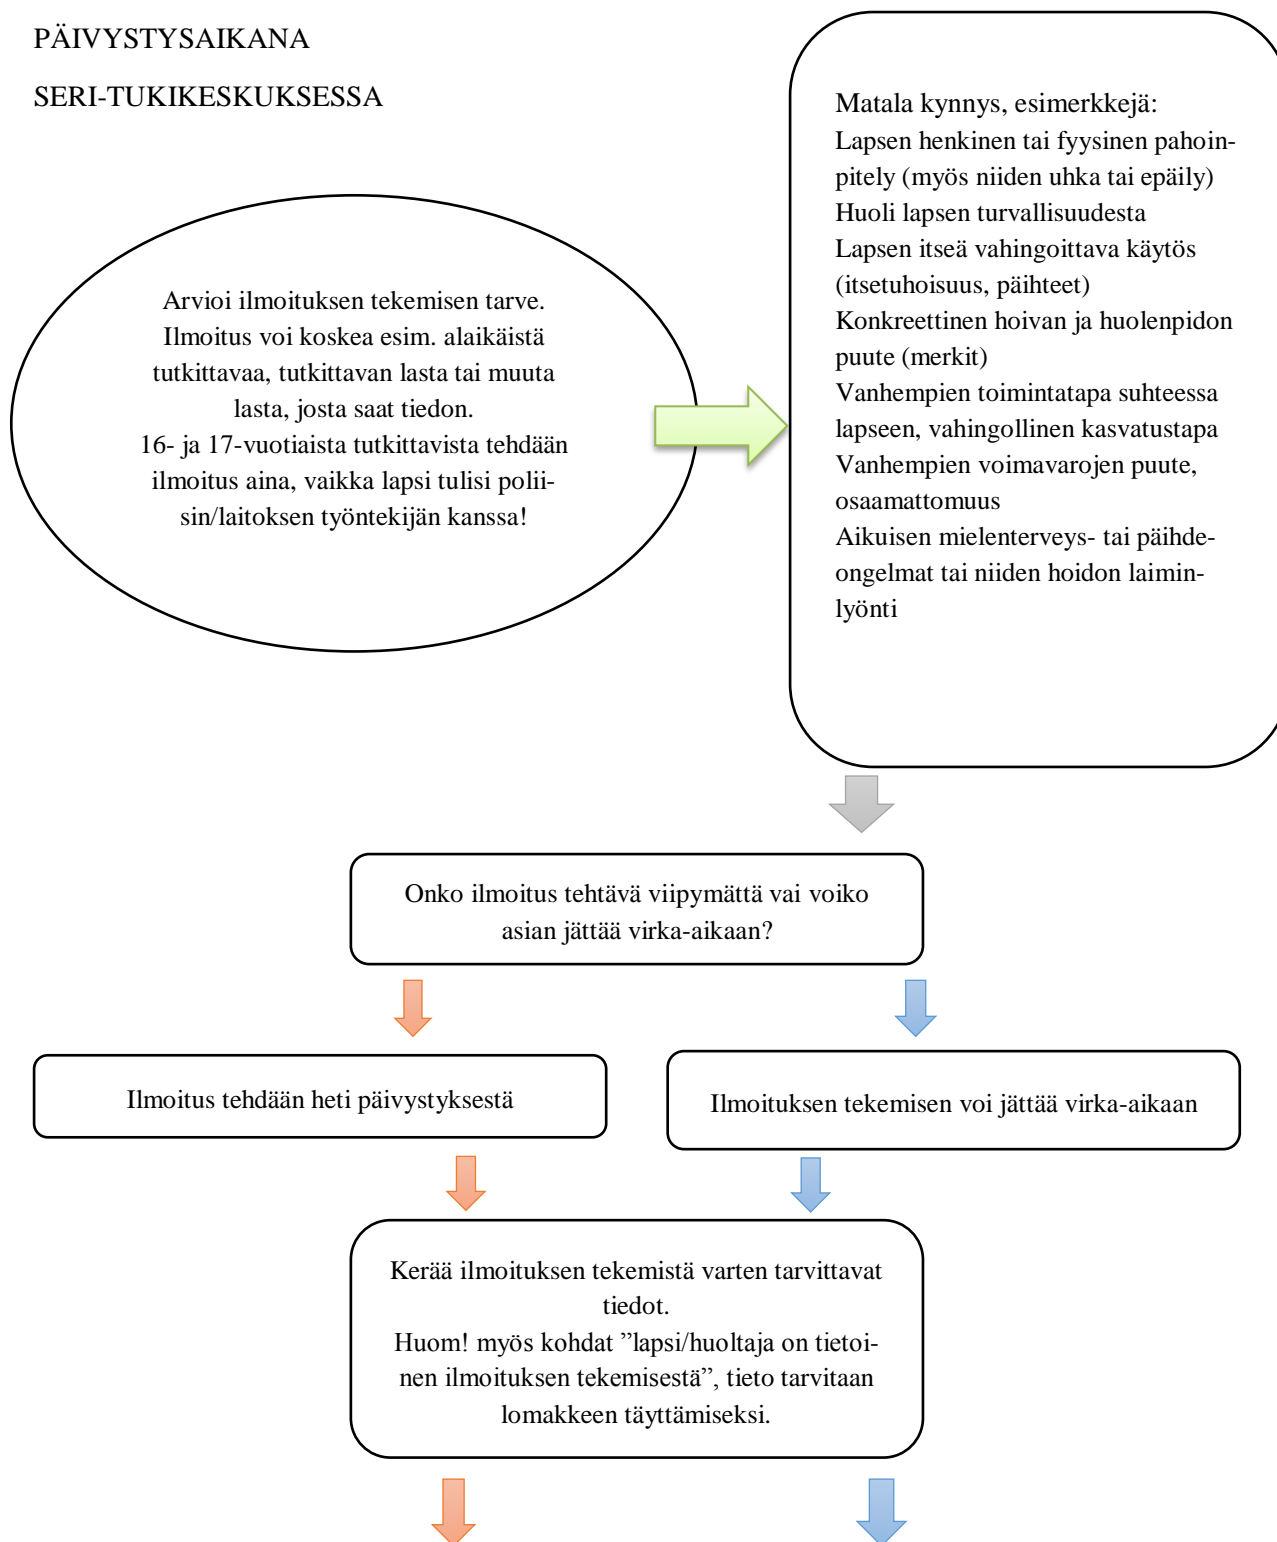 PÄIVYSTYSAIKANA
SERI-TUKIKESKUKSESSA
Arvioi ilmoituksen tekemisen tarve.
Ilmoitus voi koskea esim. alaikäistä
tutkittavaa, tutkittavan lasta tai muuta
lasta, josta saat tiedon.
16- ja 17-vuotiaista tutkittavista tehdään
ilmoitus aina, vaikka lapsi tulisi polii-
sin/laitoksen työntekijän kanssa!
Matala kynnys, esimerkkejä:
Lapsen henkinen tai fyysinen pahoin-
pitely (myös niiden uhka tai epäily)
Huoli lapsen turvallisuudesta
Lapsen itseä vahingoittava käytös
(itsetuhoisuus, päihteet)
Konkreettinen hoivan ja huolenpidon
puute (merkit)
Vanhempien toimintatapa suhteessa
lapseen, vahingollinen kasvatustapa
Vanhempien voimavarojen puute,
osaamattomuus
Aikuisen mielenterveys- tai päihde-
ongelmat tai niiden hoidon laimin-
lyönti
Onko ilmoitus tehtävä viipymättä vai voiko
asian jättää virka-aikaan?
Ilmoitus tehdään heti päivystyksestä
Ilmoituksen tekemisen voi jättää virka-aikaan
Kerää ilmoituksen tekemistä varten tarvittavat
tiedot.
Huom! myös kohdat ”lapsi/huoltaja on tietoi-
nen ilmoituksen tekemisestä”, tieto tarvitaan
lomakkeen täyttämiseksi.